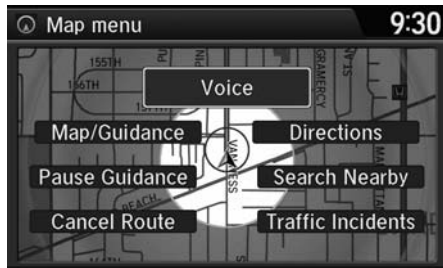 Map menu 9:30
155TH
156TH
Voice
GRAMERCY
Map/Guidance Directions
VAN NESS
Pause Guidance Search Nearby
BEACH
Cancel Route Traffic Incidents